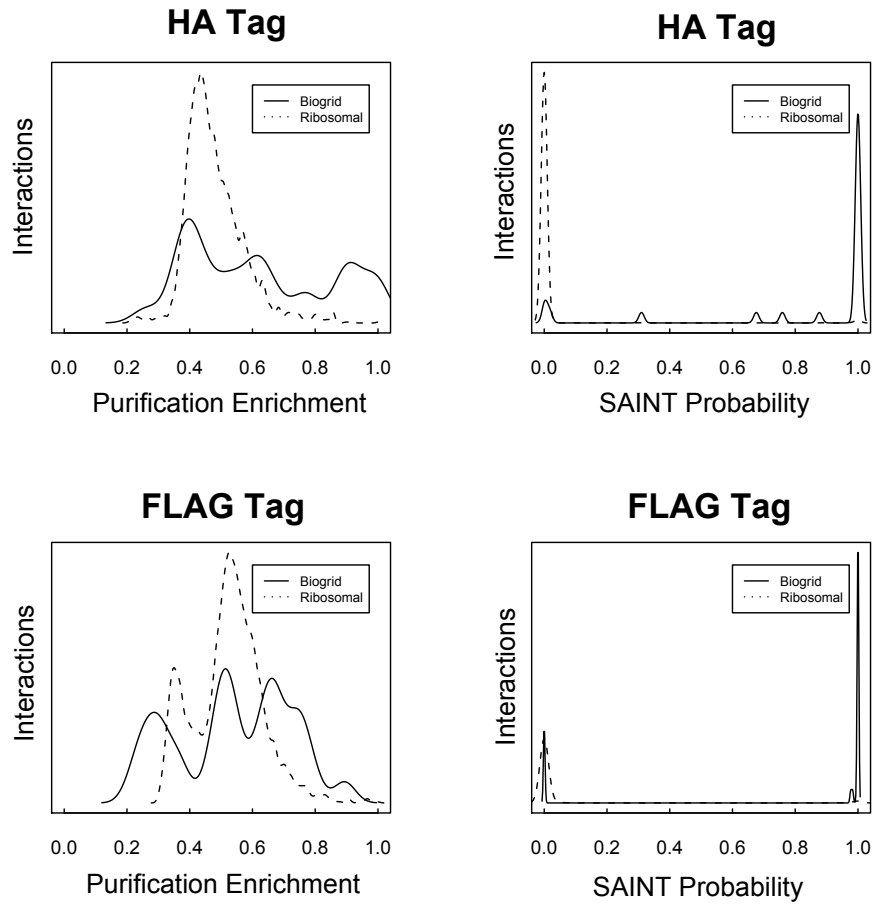 HA Tag
Interactions
Biogrid
Ribosomal
0.0 0.2 0.4 0.6 0.8 1.0
Purification Enrichment
HA Tag
Interactions
Biogrid
Ribosomal
0.0 0.2 0.4 0.6 0.8 1.0
SAINT Probability
FLAG Tag
Interactions
Biogrid
Ribosomal
0.0 0.2 0.4 0.6 0.8 1.0
Purification Enrichment
FLAG Tag
Interactions
Biogrid
Ribosomal
0.0 0.2 0.4 0.6 0.8 1.0
SAINT Probability